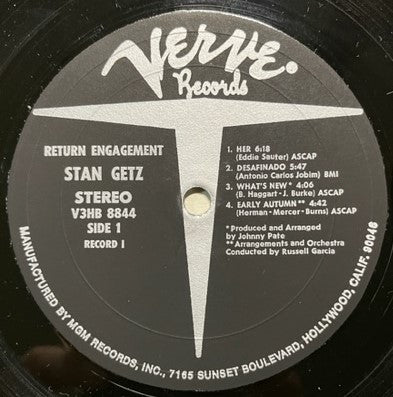 Verve.
Records
RETURN ENGAGEMENT
STAN GETZ
STEREO
V3HB 8844
SIDE 1
RECORD I
1. HER 6:18
(Eddie Sauter) ASCAP
2. DESAFINADO 5:47
(Antonio Carlos Jobim) BMI
3. WHAT'S NEW* 4:06
(B. Haggart-J. Burke) ASCAP
4. EARLY AUTUMN** 4:42
(Herman-Mercer-Burns) ASCAP
*Produced and Arranged
by Johnny Pate
**Arrangements and Orchestra
Conducted by Russell Garcia
MANUFACTURED BY MGM RECORDS, INC., 7165 SUNSET BOULEVARD, HOLLYWOOD, CALIF. 90046